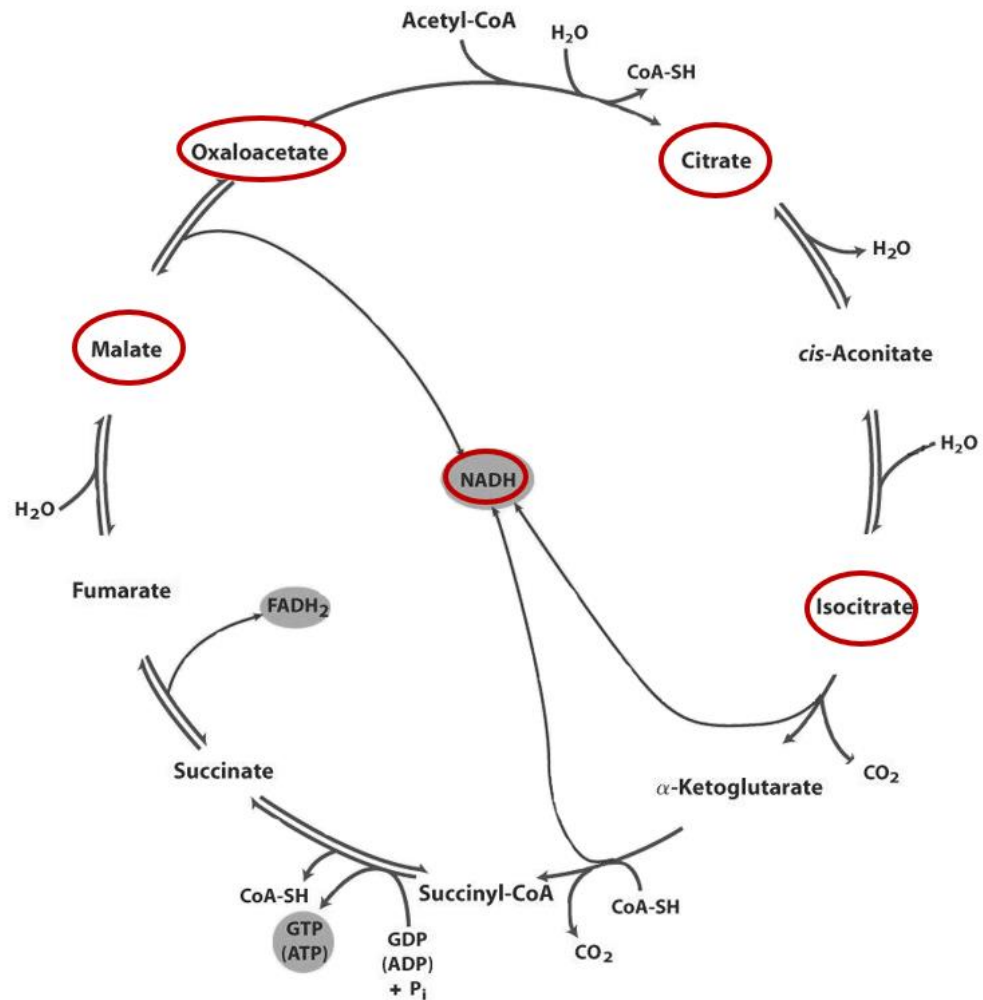 Acetyl-CoA
H₂O
CoA-SH
Oxaloacetate
Citrate
H₂O
Malate
cis-Aconitate
H₂O
NADH
H₂O
Fumarate
FADH₂
Isocitrate
Succinate
CO₂
α-Ketoglutarate
CoA-SH
Succinyl-CoA
CoA-SH
GTP
(ATP)
GDP
(ADP)
+ Pᵢ
CO₂